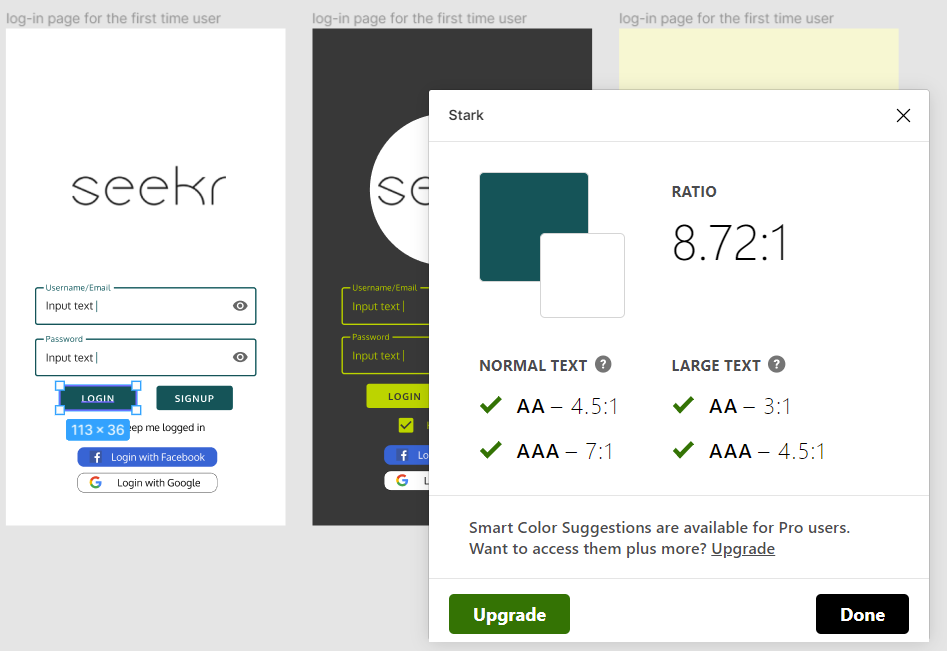 log-in page for the first time user
log-in page for the first time user
log-in page for the first time user
seekr
Username/Email
Input text
Password
Input text
LOGIN
SIGNUP
113 × 36
eep me logged in
Login with Facebook
G Login with Google
se
Username/Email
Input text
Password
Input text
LOGIN
Lo
G L
Stark
RATIO
8.72:1
NORMAL TEXT ?
AA – 4.5:1
AAA – 7:1
LARGE TEXT ?
AA – 3:1
AAA – 4.5:1
Smart Color Suggestions are available for Pro users.
Want to access them plus more? Upgrade
Upgrade
Done